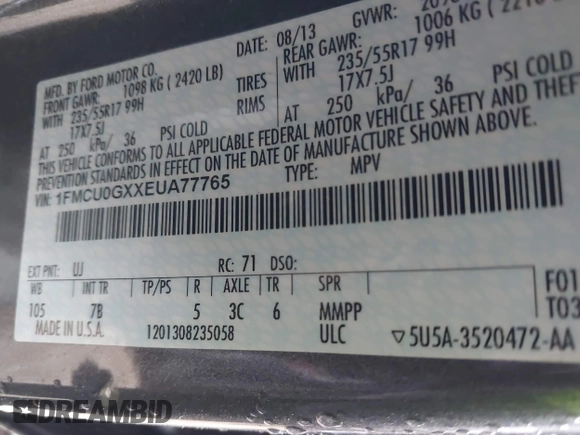 MFD. BY FORD MOTOR CO.
DATE: 08/13
GVWR:
FRONT GAWR: 1098 KG ( 2420 LB)
REAR GAWR: 1006 KG (
WITH 235/55R17 99H
TIRES
WITH 235/55R17 99H
17X7.5J
RIMS
17X7.5J
AT 250 kPa/ 36 PSI COLD
AT 250 kPa/ 36 PSI COLD
THIS VEHICLE CONFORMS TO ALL APPLICABLE FEDERAL MOTOR VEHICLE SAFETY AND THEF
PREVENTION STANDARDS IN EFFECT ON THE DATE OF MANUFACTURE SHOWN ABOVE.
VIN: 1FMCU0GXXEUA77765
TYPE: MPV
EXT PNT: UJ RC: 71 DSO:
WB INT TR TP/PS R AXLE TR SPR
105 7B 5 3C 6 MMPP
F01
T03
MADE IN U.S.A. 1201308235058 ULC ▽5U5A-3520472-AA
DREAMBID